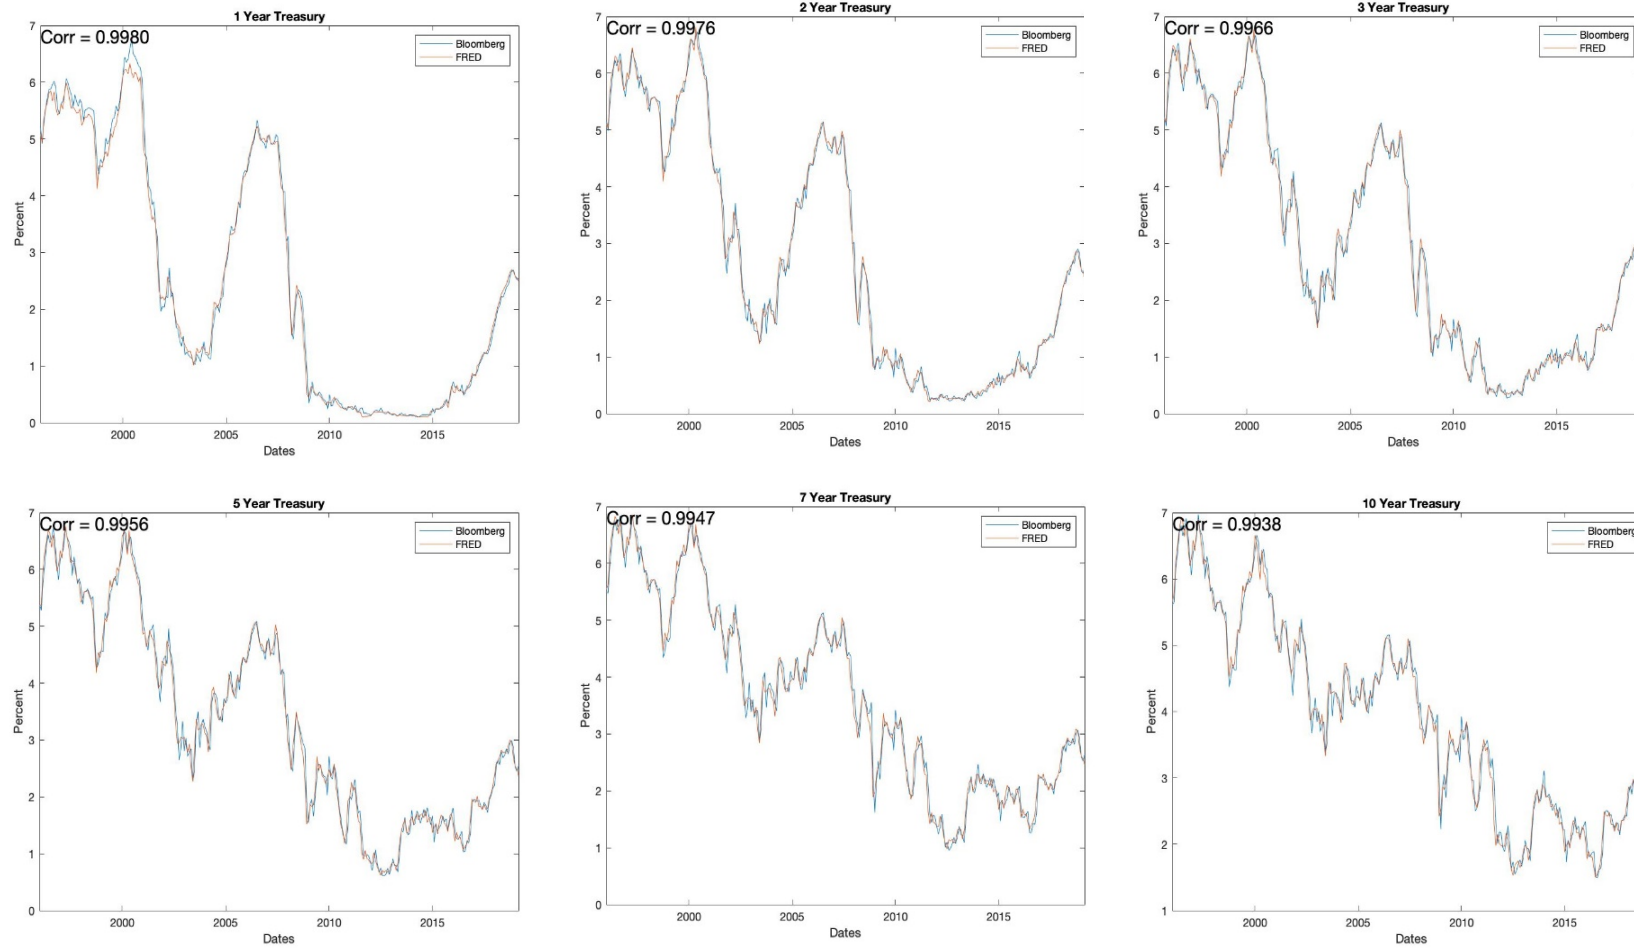 1 Year Treasury
Corr = 0.9980
Bloomberg
FRED
Percent
7
6
5
4
3
2
1
0
2000 2005 2010 2015
Dates
2 Year Treasury
Corr = 0.9976
Bloomberg
FRED
Percent
7
6
5
4
3
2
1
0
2000 2005 2010 2015
Dates
3 Year Treasury
Corr = 0.9966
Bloomberg
FRED
Percent
7
6
5
4
3
2
1
0
2000 2005 2010 2015
Dates
5 Year Treasury
Corr = 0.9956
Bloomberg
FRED
Percent
7
6
5
4
3
2
1
0
2000 2005 2010 2015
Dates
7 Year Treasury
Corr = 0.9947
Bloomberg
FRED
Percent
7
6
5
4
3
2
1
0
2000 2005 2010 2015
Dates
10 Year Treasury
Corr = 0.9938
Bloomberg
FRED
Percent
7
6
5
4
3
2
1
2000 2005 2010 2015
Dates